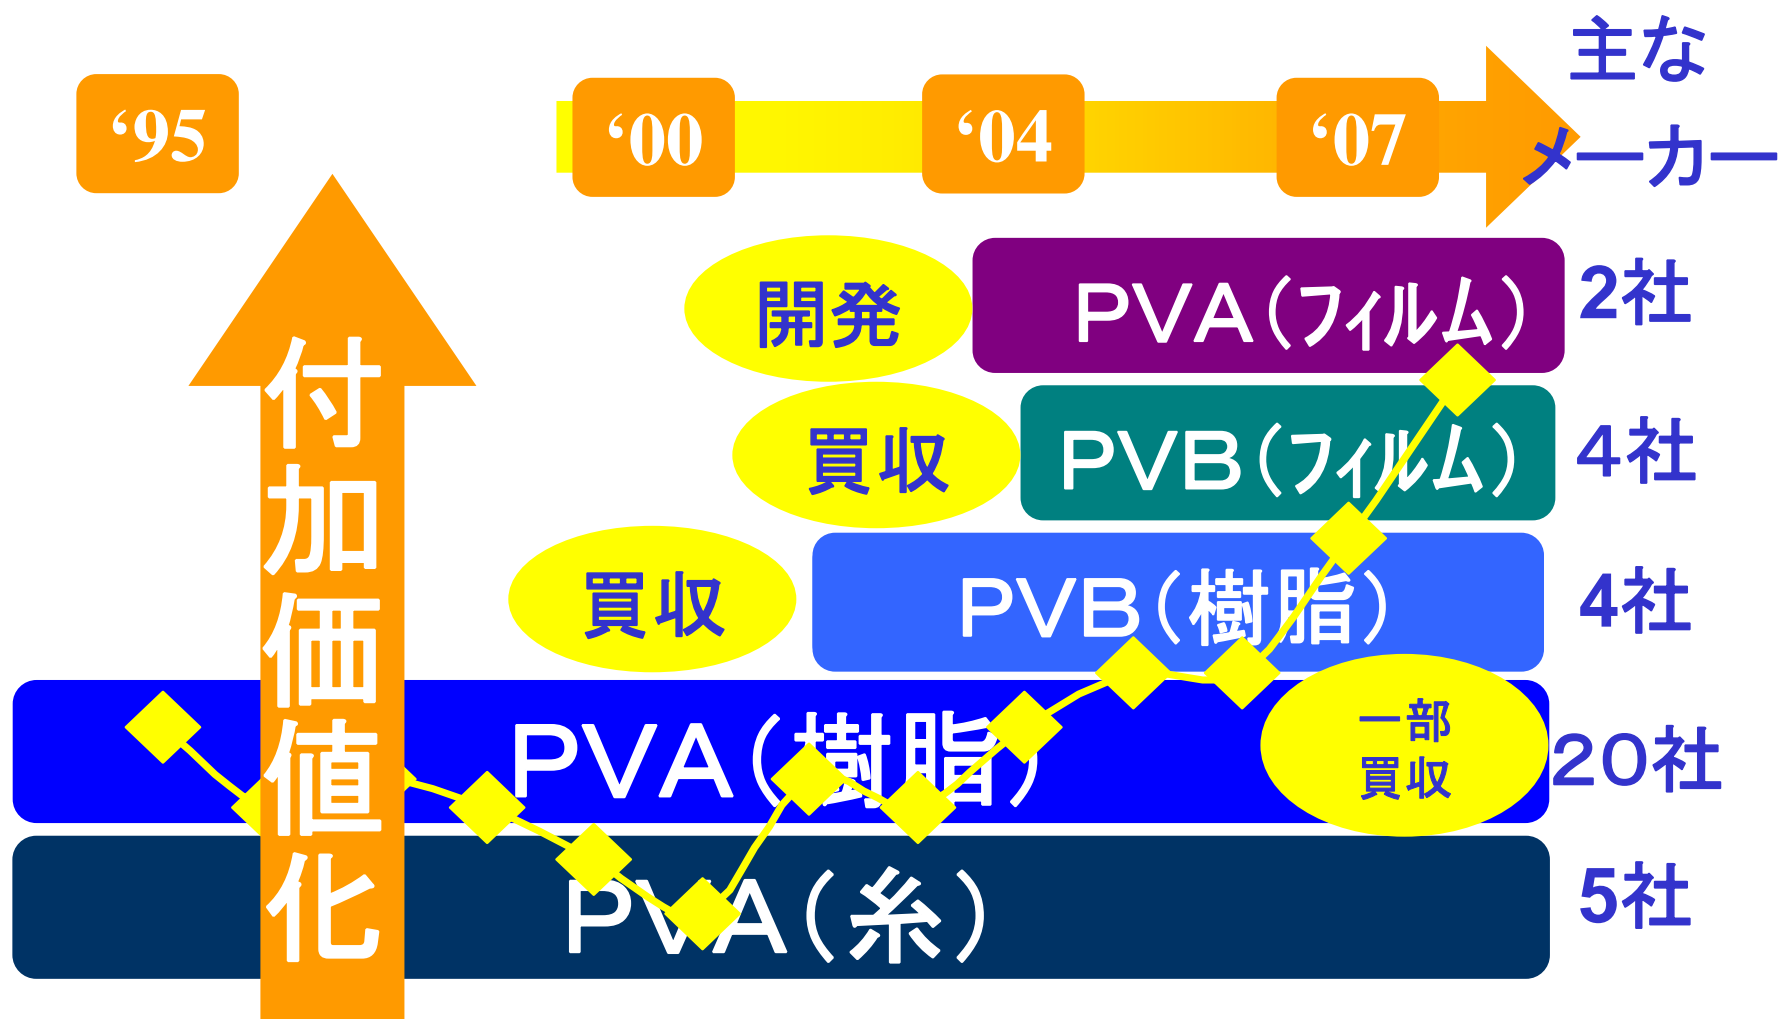 主な
メーカー
‘95
‘00
‘04
‘07
開発
PVA（フィルム）
2社
買収
PVB（フィルム）
４社
買収
PVB（樹脂）
4社
PVA（樹脂）
一部
買収
２０社
PVA（糸）
5社
付加価値化